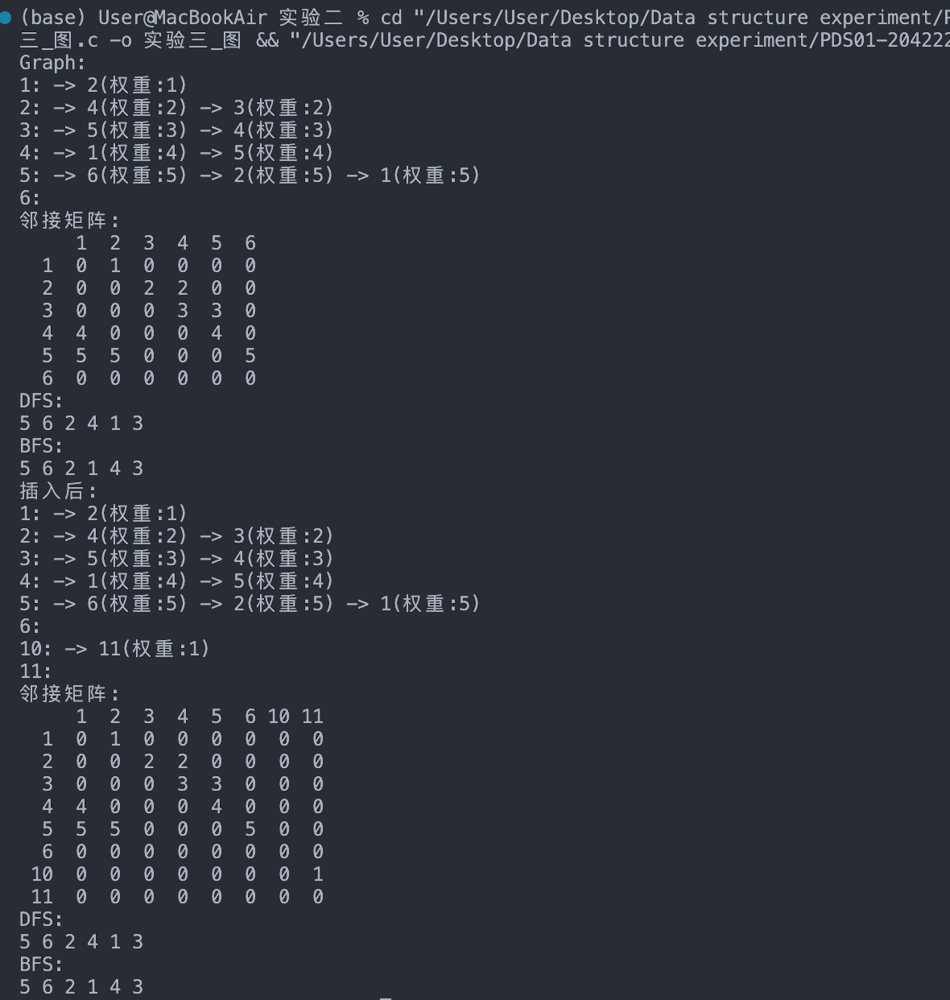 (base) User@MacBookAir 实验二 % cd "/Users/User/Desktop/Data structure experiment/
三_图.c -o 实验三_图 && "/Users/User/Desktop/Data structure experiment/PDS01-204222
Graph:
1: -> 2(权重:1)
2: -> 4(权重:2) -> 3(权重:2)
3: -> 5(权重:3) -> 4(权重:3)
4: -> 1(权重:4) -> 5(权重:4)
5: -> 6(权重:5) -> 2(权重:5) -> 1(权重:5)
6:
邻接矩阵:
1 2 3 4 5 6
1 0 1 0 0 0 0
2 0 0 2 2 0 0
3 0 0 0 3 3 0
4 4 0 0 0 4 0
5 5 5 0 0 0 5
6 0 0 0 0 0 0
DFS:
5 6 2 4 1 3
BFS:
5 6 2 1 4 3
插入后:
1: -> 2(权重:1)
2: -> 4(权重:2) -> 3(权重:2)
3: -> 5(权重:3) -> 4(权重:3)
4: -> 1(权重:4) -> 5(权重:4)
5: -> 6(权重:5) -> 2(权重:5) -> 1(权重:5)
6:
10: -> 11(权重:1)
11:
邻接矩阵:
1 2 3 4 5 6 10 11
1 0 1 0 0 0 0 0 0
2 0 0 2 2 0 0 0 0
3 0 0 0 3 3 0 0 0
4 4 0 0 0 4 0 0 0
5 5 5 0 0 0 5 0 0
6 0 0 0 0 0 0 0 0
10 0 0 0 0 0 0 0 1
11 0 0 0 0 0 0 0 0
DFS:
5 6 2 4 1 3
BFS:
5 6 2 1 4 3